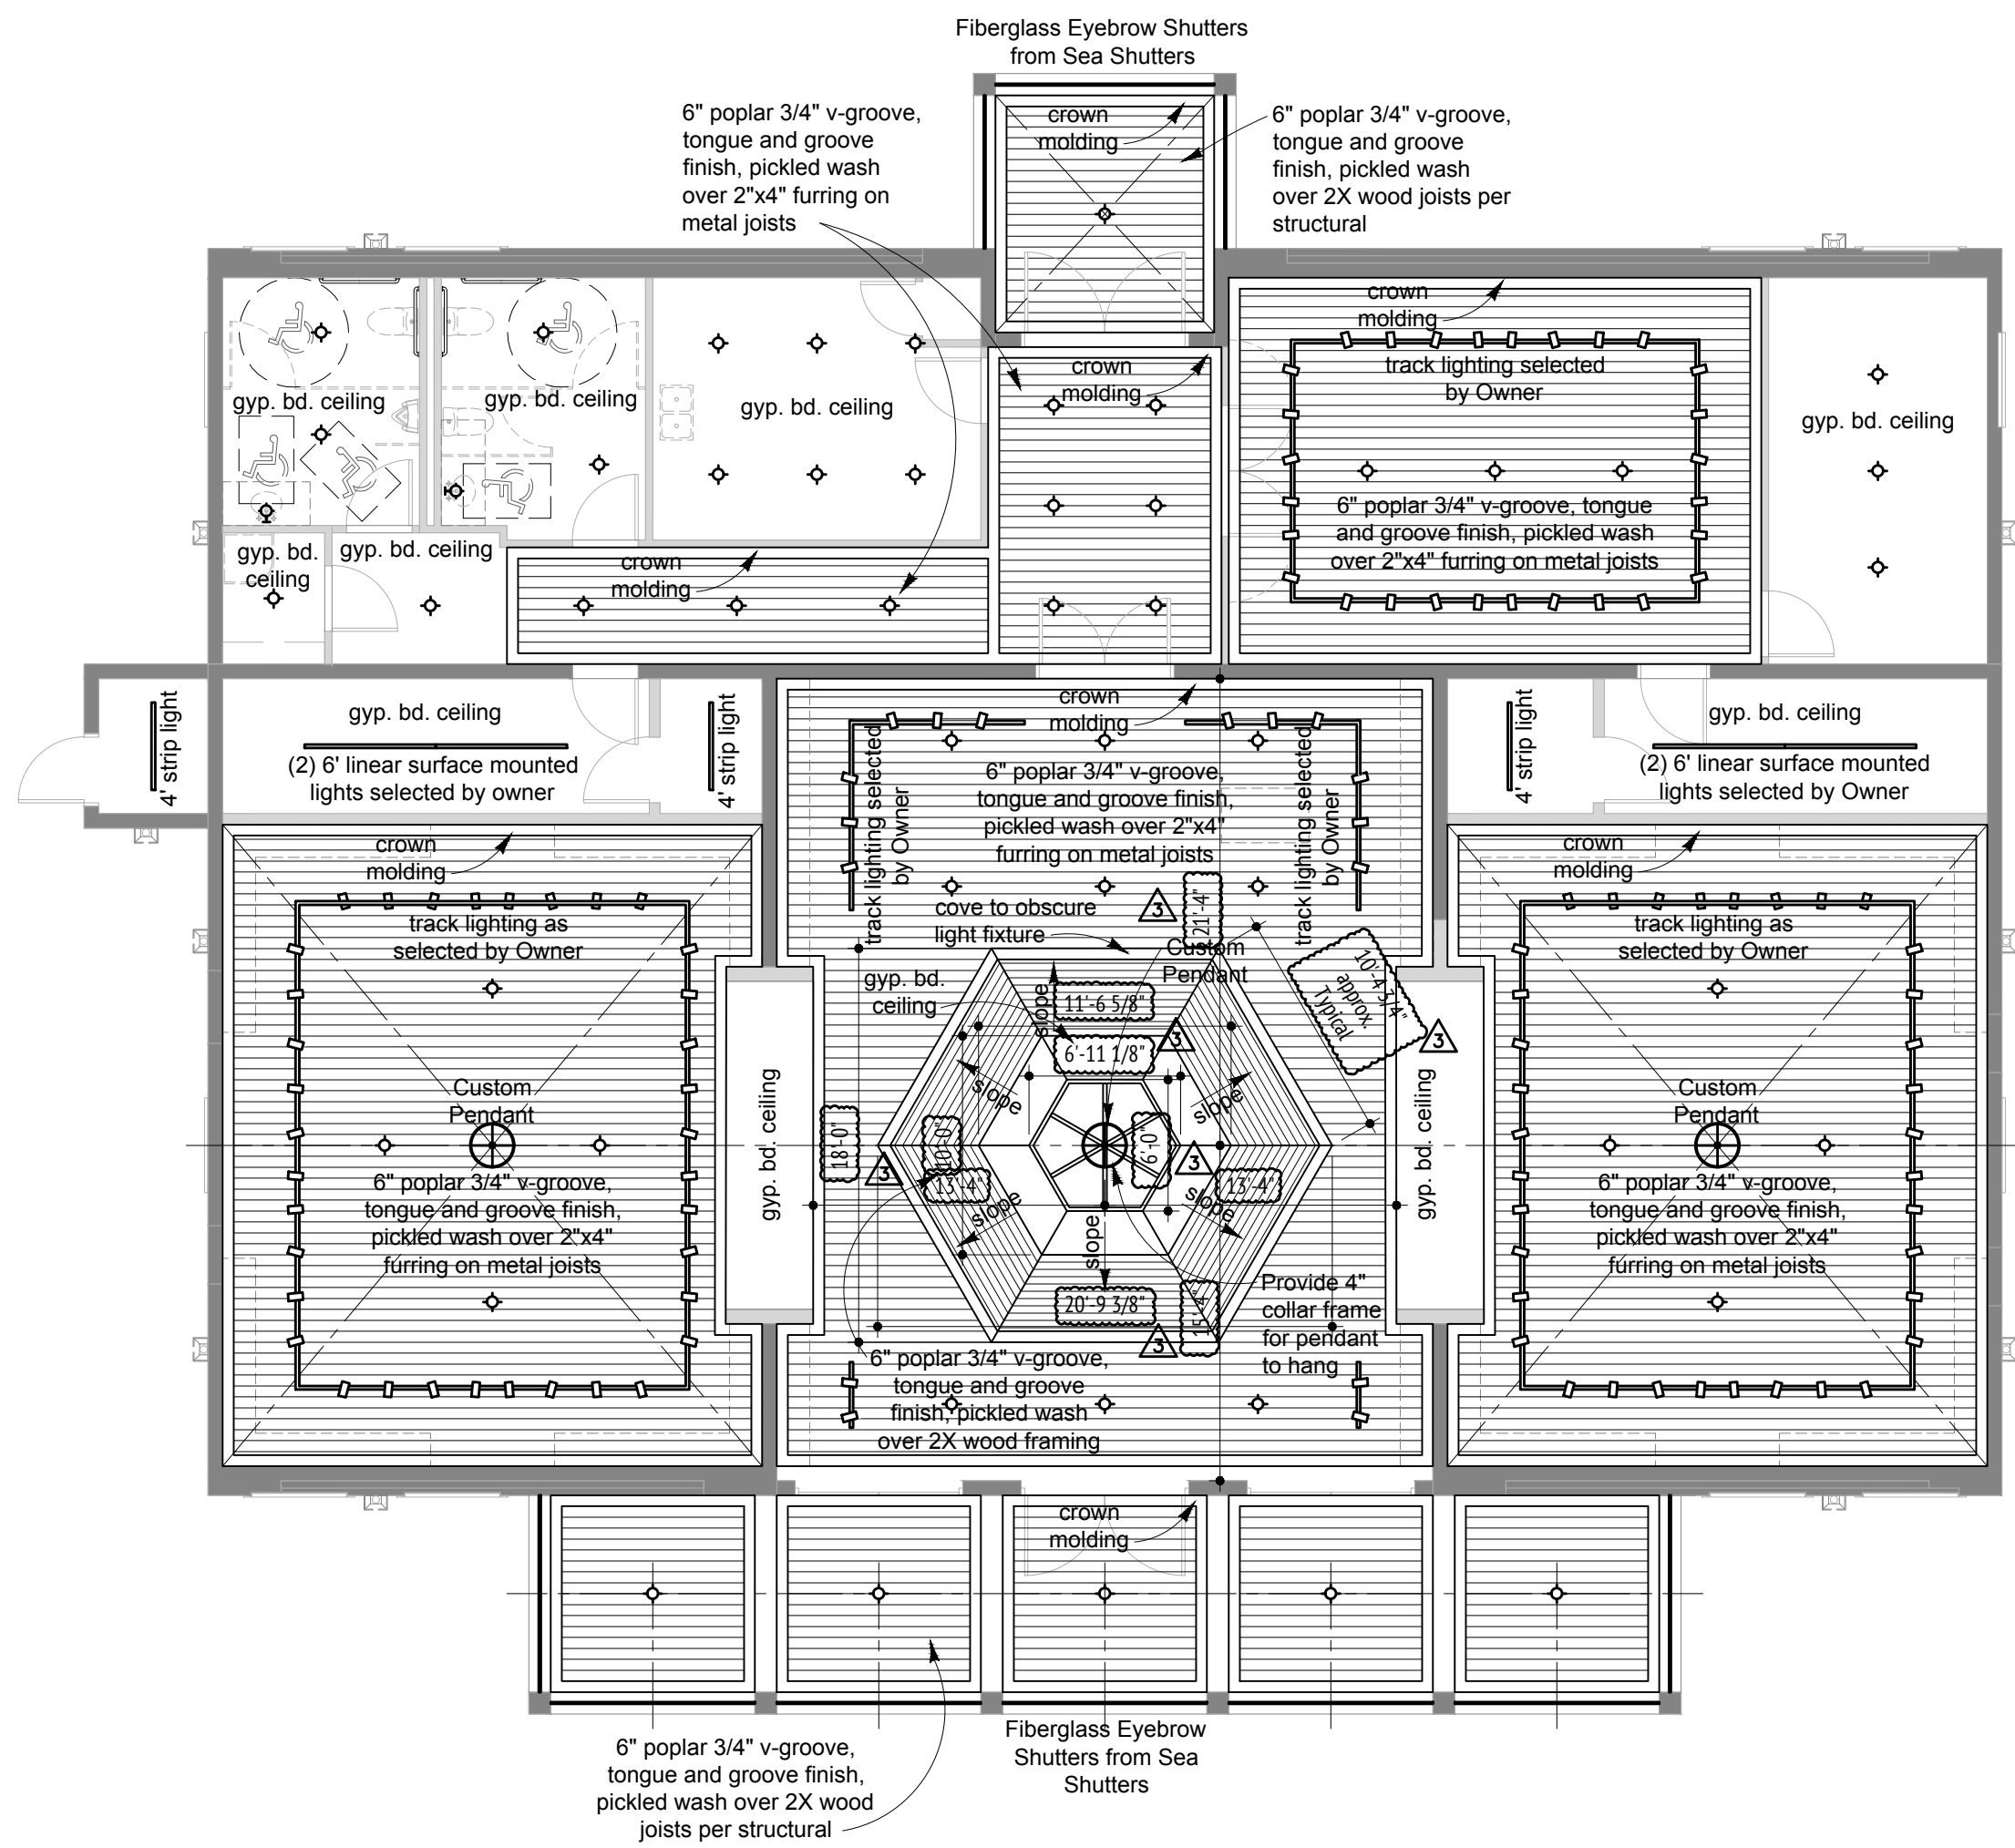 Fiberglass Eyebrow Shutters
from Sea Shutters
6" poplar 3/4" v-groove,
tongue and groove
finish, pickled wash
over 2"x4" furring on
metal joists
crown
molding
6" poplar 3/4" v-groove,
tongue and groove
finish, pickled wash
over 2X wood joists per
structural
gyp. bd. ceiling
gyp. bd. ceiling
gyp. bd. ceiling
crown
molding
crown
molding
track lighting selected
by Owner
6" poplar 3/4" v-groove, tongue
and groove finish, pickled wash
over 2"x4" furring on metal joists
gyp. bd. ceiling
gyp. bd.
ceiling
gyp. bd. ceiling
crown
molding
4' strip light
gyp. bd. ceiling
(2) 6' linear surface mounted
lights selected by owner
4' strip light
crown
molding
track lighting selected
by Owner
6" poplar 3/4" v-groove,
tongue and groove finish,
pickled wash over 2"x4"
furring on metal joists
track lighting selected
by Owner
4' strip light
gyp. bd. ceiling
(2) 6' linear surface mounted
lights selected by Owner
crown
molding
track lighting as
selected by Owner
Custom
Pendant
6" poplar 3/4" v-groove,
tongue and groove finish,
pickled wash over 2"x4"
furring on metal joists
gyp. bd. ceiling
cove to obscure
light fixture
3
21'-4"
Custom
Pendant
10'-4 3/4"
approx.
Typical
3
gyp. bd.
ceiling
slope
11'-6 5/8"
6'-11 1/8"
3
slope
slope
18'-0"
3
10'-0"
13'-4"
6'-0"
3
13'-4"
slope
slope
slope
20'-9 3/8"
15'-4"
3
Provide 4"
collar frame
for pendant
to hang
6" poplar 3/4" v-groove,
tongue and groove
finish, pickled wash
over 2X wood framing
gyp. bd. ceiling
crown
molding
track lighting as
selected by Owner
Custom
Pendant
6" poplar 3/4" v-groove,
tongue and groove finish,
pickled wash over 2"x4"
furring on metal joists
crown
molding
6" poplar 3/4" v-groove,
tongue and groove finish,
pickled wash over 2X wood
joists per structural
Fiberglass Eyebrow
Shutters from Sea
Shutters